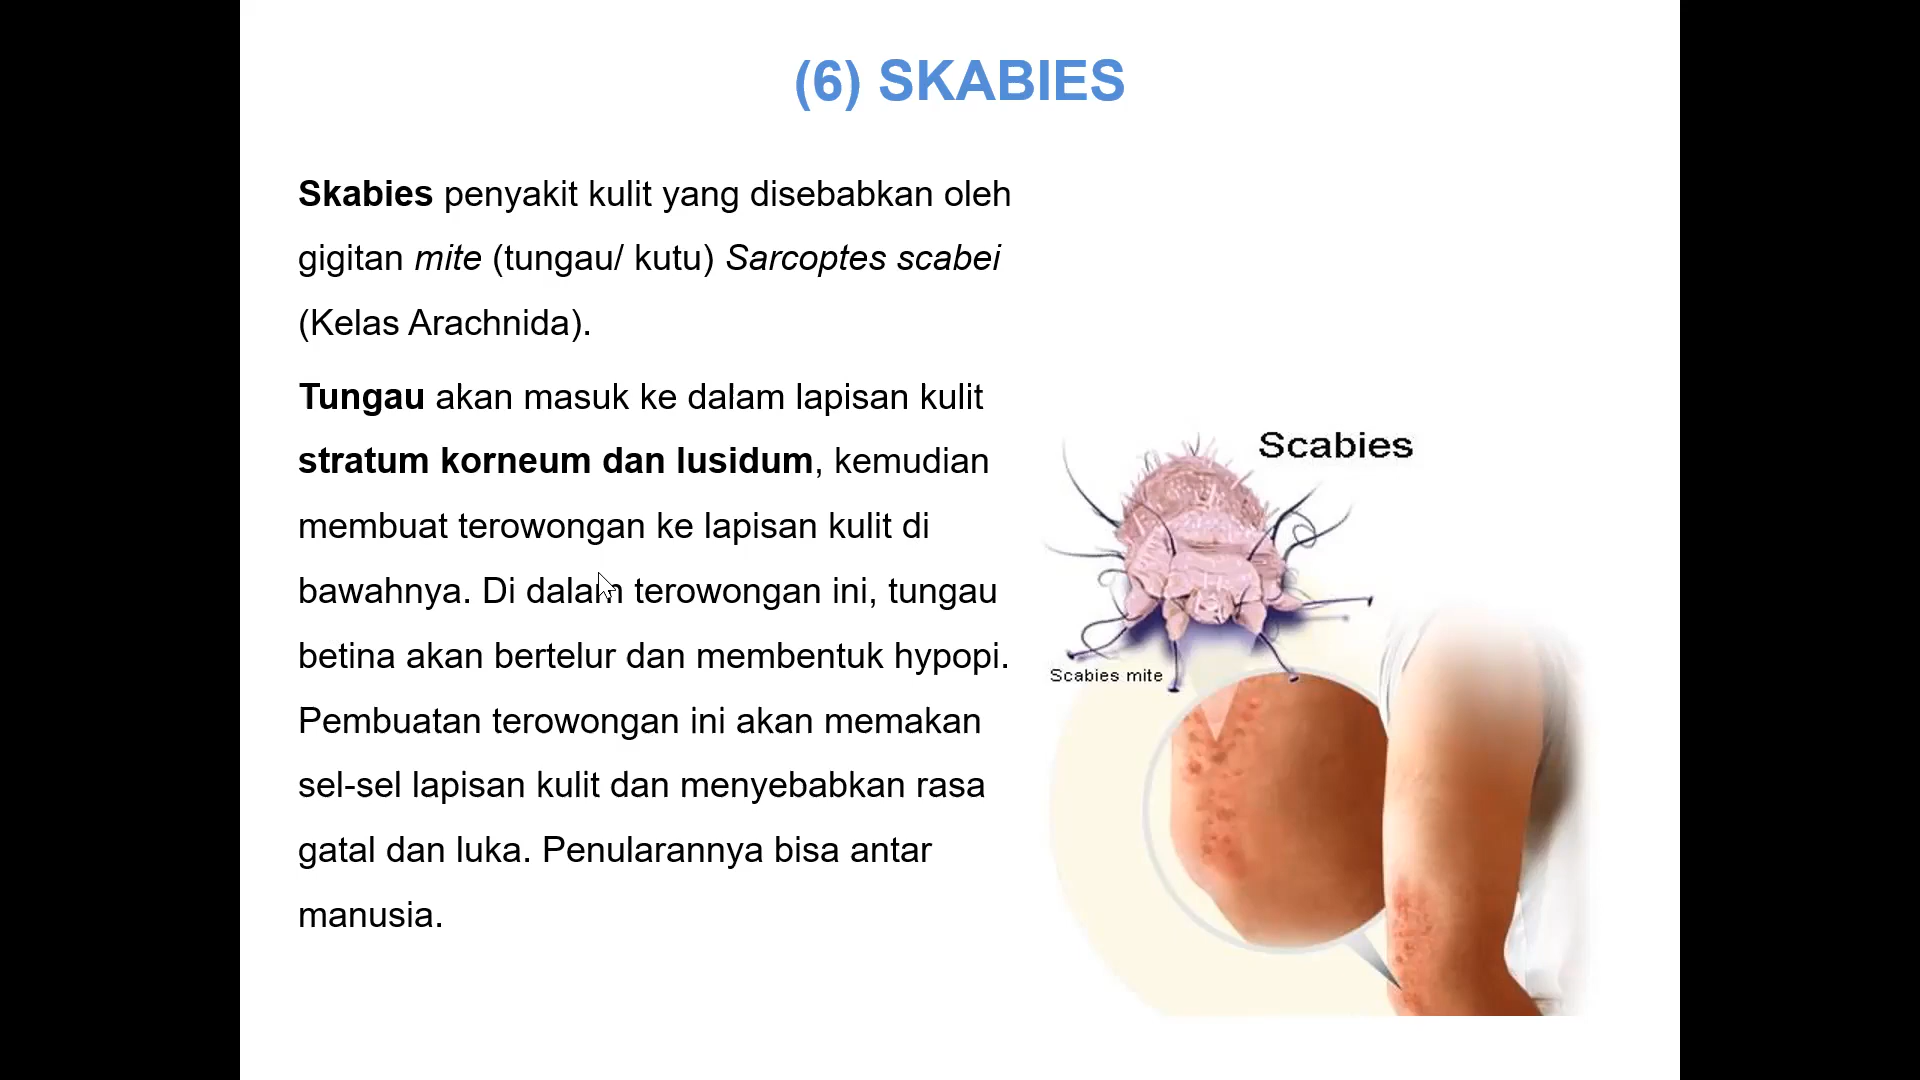 (6) SKABIES
Skabies penyakit kulit yang disebabkan oleh
gigitan mite (tungau/ kutu) Sarcoptes scabei
(Kelas Arachnida).
Tungau akan masuk ke dalam lapisan kulit
stratum korneum dan lusidum, kemudian
membuat terowongan ke lapisan kulit di
bawahnya. Di dalam terowongan ini, tungau
betina akan bertelur dan membentuk hypopi.
Pembuatan terowongan ini akan memakan
sel-sel lapisan kulit dan menyebabkan rasa
gatal dan luka. Penularannya bisa antar
manusia.
Scabies
Scabies mite